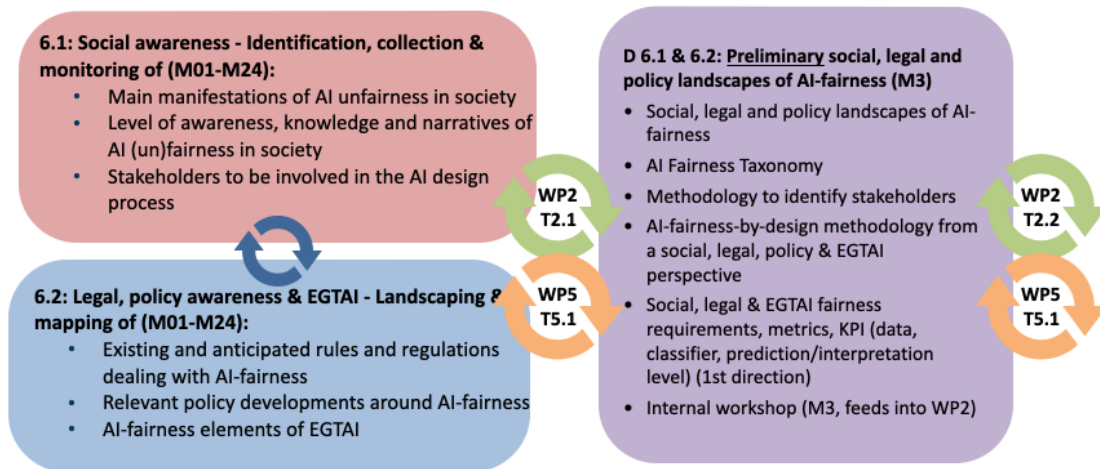 6.1: Social awareness - Identification, collection &
monitoring of (M01-M24):
• Main manifestations of AI unfairness in society
• Level of awareness, knowledge and narratives of
AI (un)fairness in society
• Stakeholders to be involved in the AI design
process
6.2: Legal, policy awareness & EGTAI - Landscaping &
mapping of (M01-M24):
• Existing and anticipated rules and regulations
dealing with AI-fairness
• Relevant policy developments around AI-fairness
• AI-fairness elements of EGTAI
WP2
T2.1
WP5
T5.1
D 6.1 & 6.2: Preliminary social, legal and
policy landscapes of AI-fairness (M3)
• Social, legal and policy landscapes of AI-
fairness
• AI Fairness Taxonomy
• Methodology to identify stakeholders
• AI-fairness-by-design methodology from
a social, legal, policy & EGTAI
perspective
• Social, legal & EGTAI fairness
requirements, metrics, KPI (data,
classifier, prediction/interpretation
level) (1st direction)
• Internal workshop (M3, feeds into WP2)
WP2
T2.2
WP5
T5.1